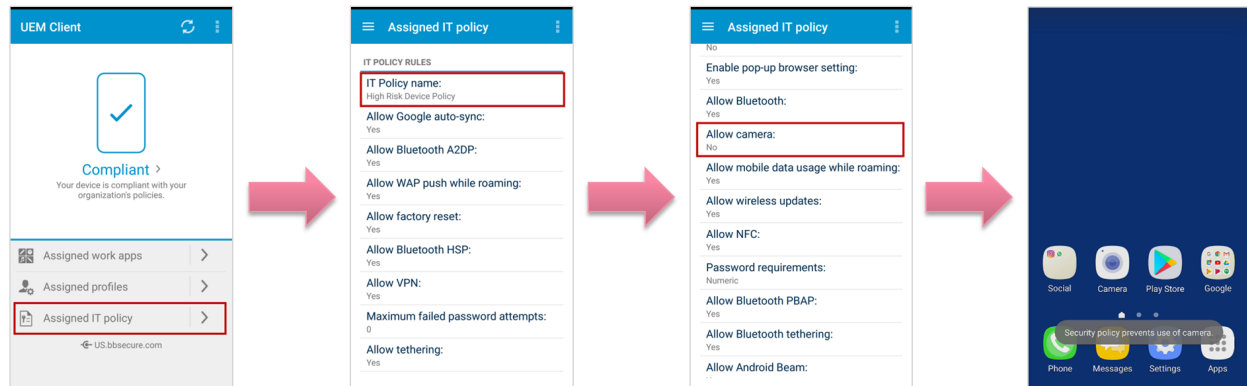 UEM Client
Compliant >
Your device is compliant with your
organization's policies.
Assigned work apps
Assigned profiles
Assigned IT policy
US.bbsecure.com
Assigned IT policy
IT POLICY RULES
IT Policy name:
High Risk Device Policy
Allow Google auto-sync:
Yes
Allow Bluetooth A2DP:
Yes
Allow WAP push while roaming:
Yes
Allow factory reset:
Yes
Allow Bluetooth HSP:
Yes
Allow VPN:
Yes
Maximum failed password attempts:
0
Allow tethering:
Yes
Assigned IT policy
No
Enable pop-up browser setting:
Yes
Allow Bluetooth:
Yes
Allow camera:
No
Allow mobile data usage while roaming:
Yes
Allow wireless updates:
Yes
Allow NFC:
Yes
Password requirements:
Numeric
Allow Bluetooth PBAP:
Yes
Allow Bluetooth tethering:
Yes
Allow Android Beam:
Social
Camera
Play Store
Google
Security policy prevents use of camera.
Phone
Messages
Settings
Apps